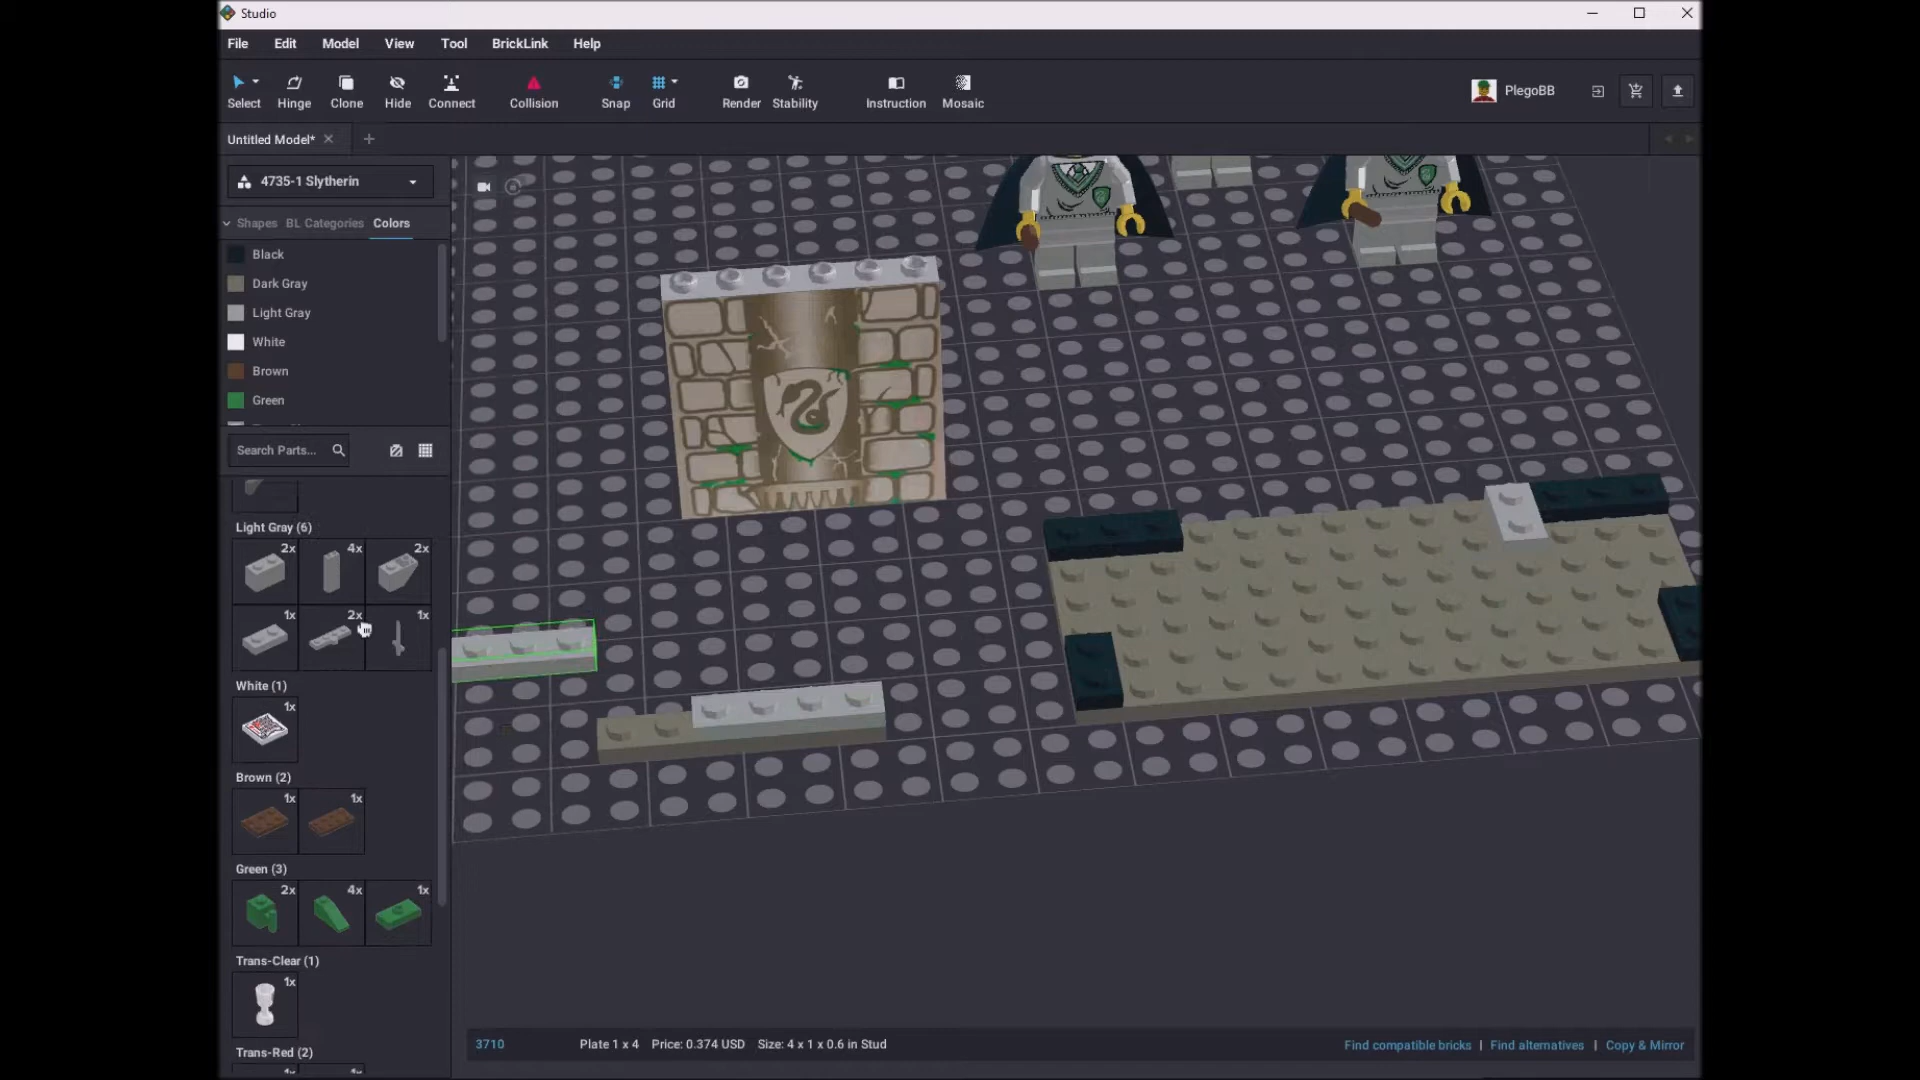 Studio
File Edit Model View Tool BrickLink Help
Select Hinge Clone Hide Connect Collision Snap Grid Render Stability Instruction Mosaic
PlegoBB
Untitled Model*
4735-1 Slytherin
Shapes BL Categories Colors
Black
Dark Gray
Light Gray
White
Brown
Green
Search Parts...
Light Gray (6)
2x 4x 2x
1x 2x 1x
White (1)
1x
Brown (2)
1x 1x
Green (3)
2x 4x 1x
Trans-Clear (1)
1x
Trans-Red (2)
3710 Plate 1 x 4 Price: 0.374 USD Size: 4 x 1 x 0.6 in Stud Find compatible bricks | Find alternatives | Copy & Mirror